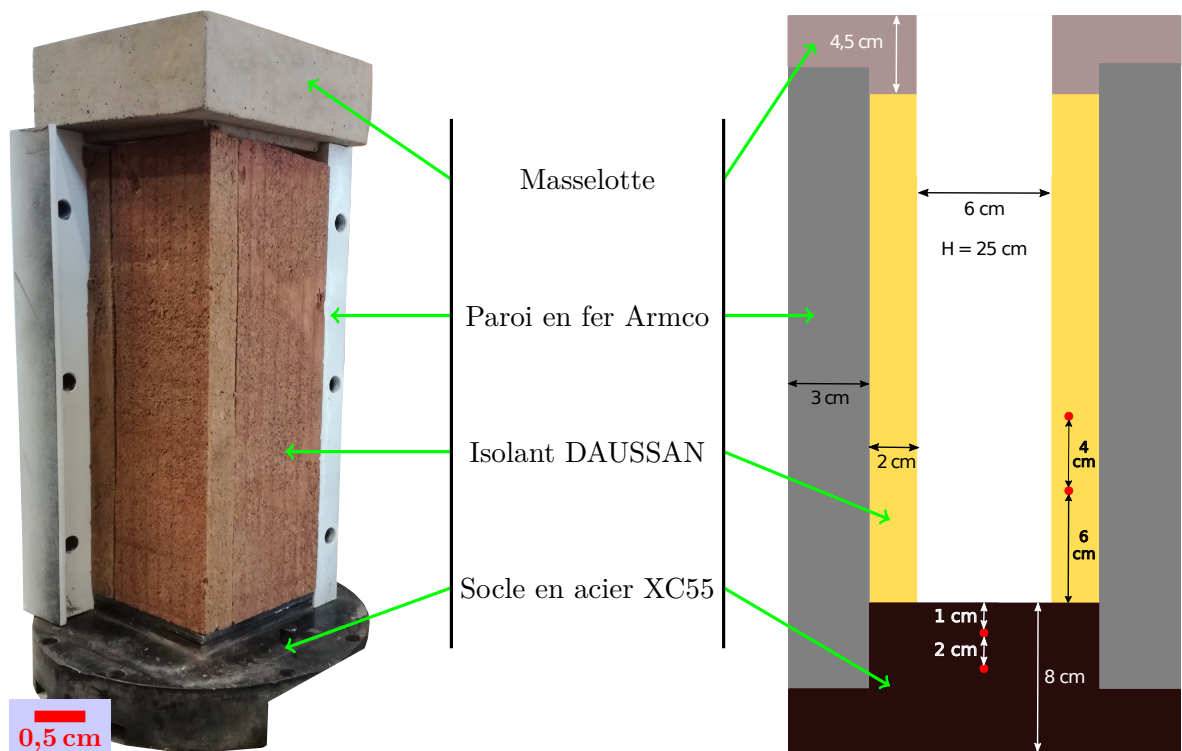 4,5 cm
Masselotte
6 cm
H = 25 cm
Paroi en fer Armco
3 cm
Isolant DAUSSAN
2 cm
4
cm
6
cm
Socle en acier XC55
1 cm
2 cm
8 cm
0,5 cm